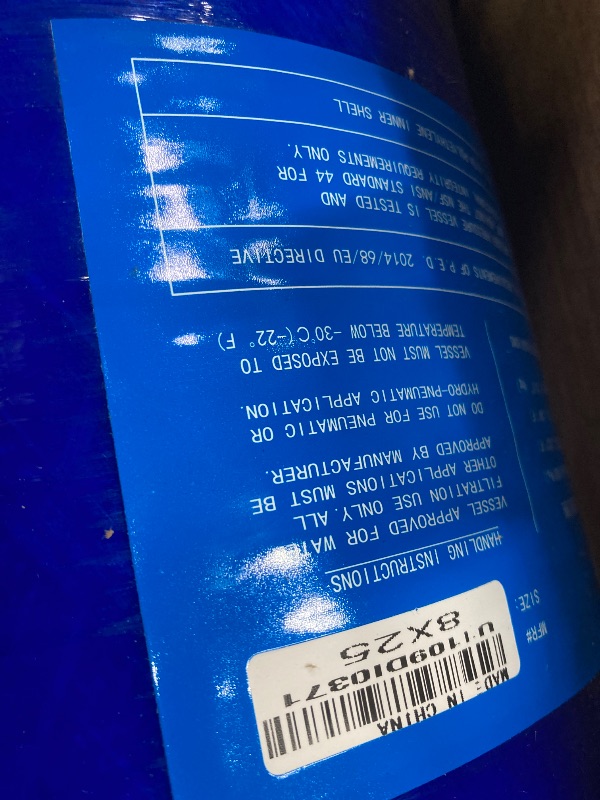 MADE IN CHINA
MFR#
U1109DI0371
SIZE:
8X25
HANDLING INSTRUCTIONS
VESSEL APPROVED FOR
FILTRATION USE ONLY. ALL
OTHER APPLICATIONS MUST BE
APPROVED BY MANUFACTURER.
DO NOT USE FOR PNEUMATIC OR
HYDRO-PNEUMATIC APPLICATION.
VESSEL MUST NOT BE EXPOSED TO
TEMPERATURE BELOW -30°C(-22° F)
OF P.E.D. 2014/68/EU DIRECTIVE
VESSEL IS TESTED AND
THE NSF ANSI STANDARD 44 FOR
INTEGRITY REQUIREMENTS ONLY.
POLYETHYLENE INNER SHELL